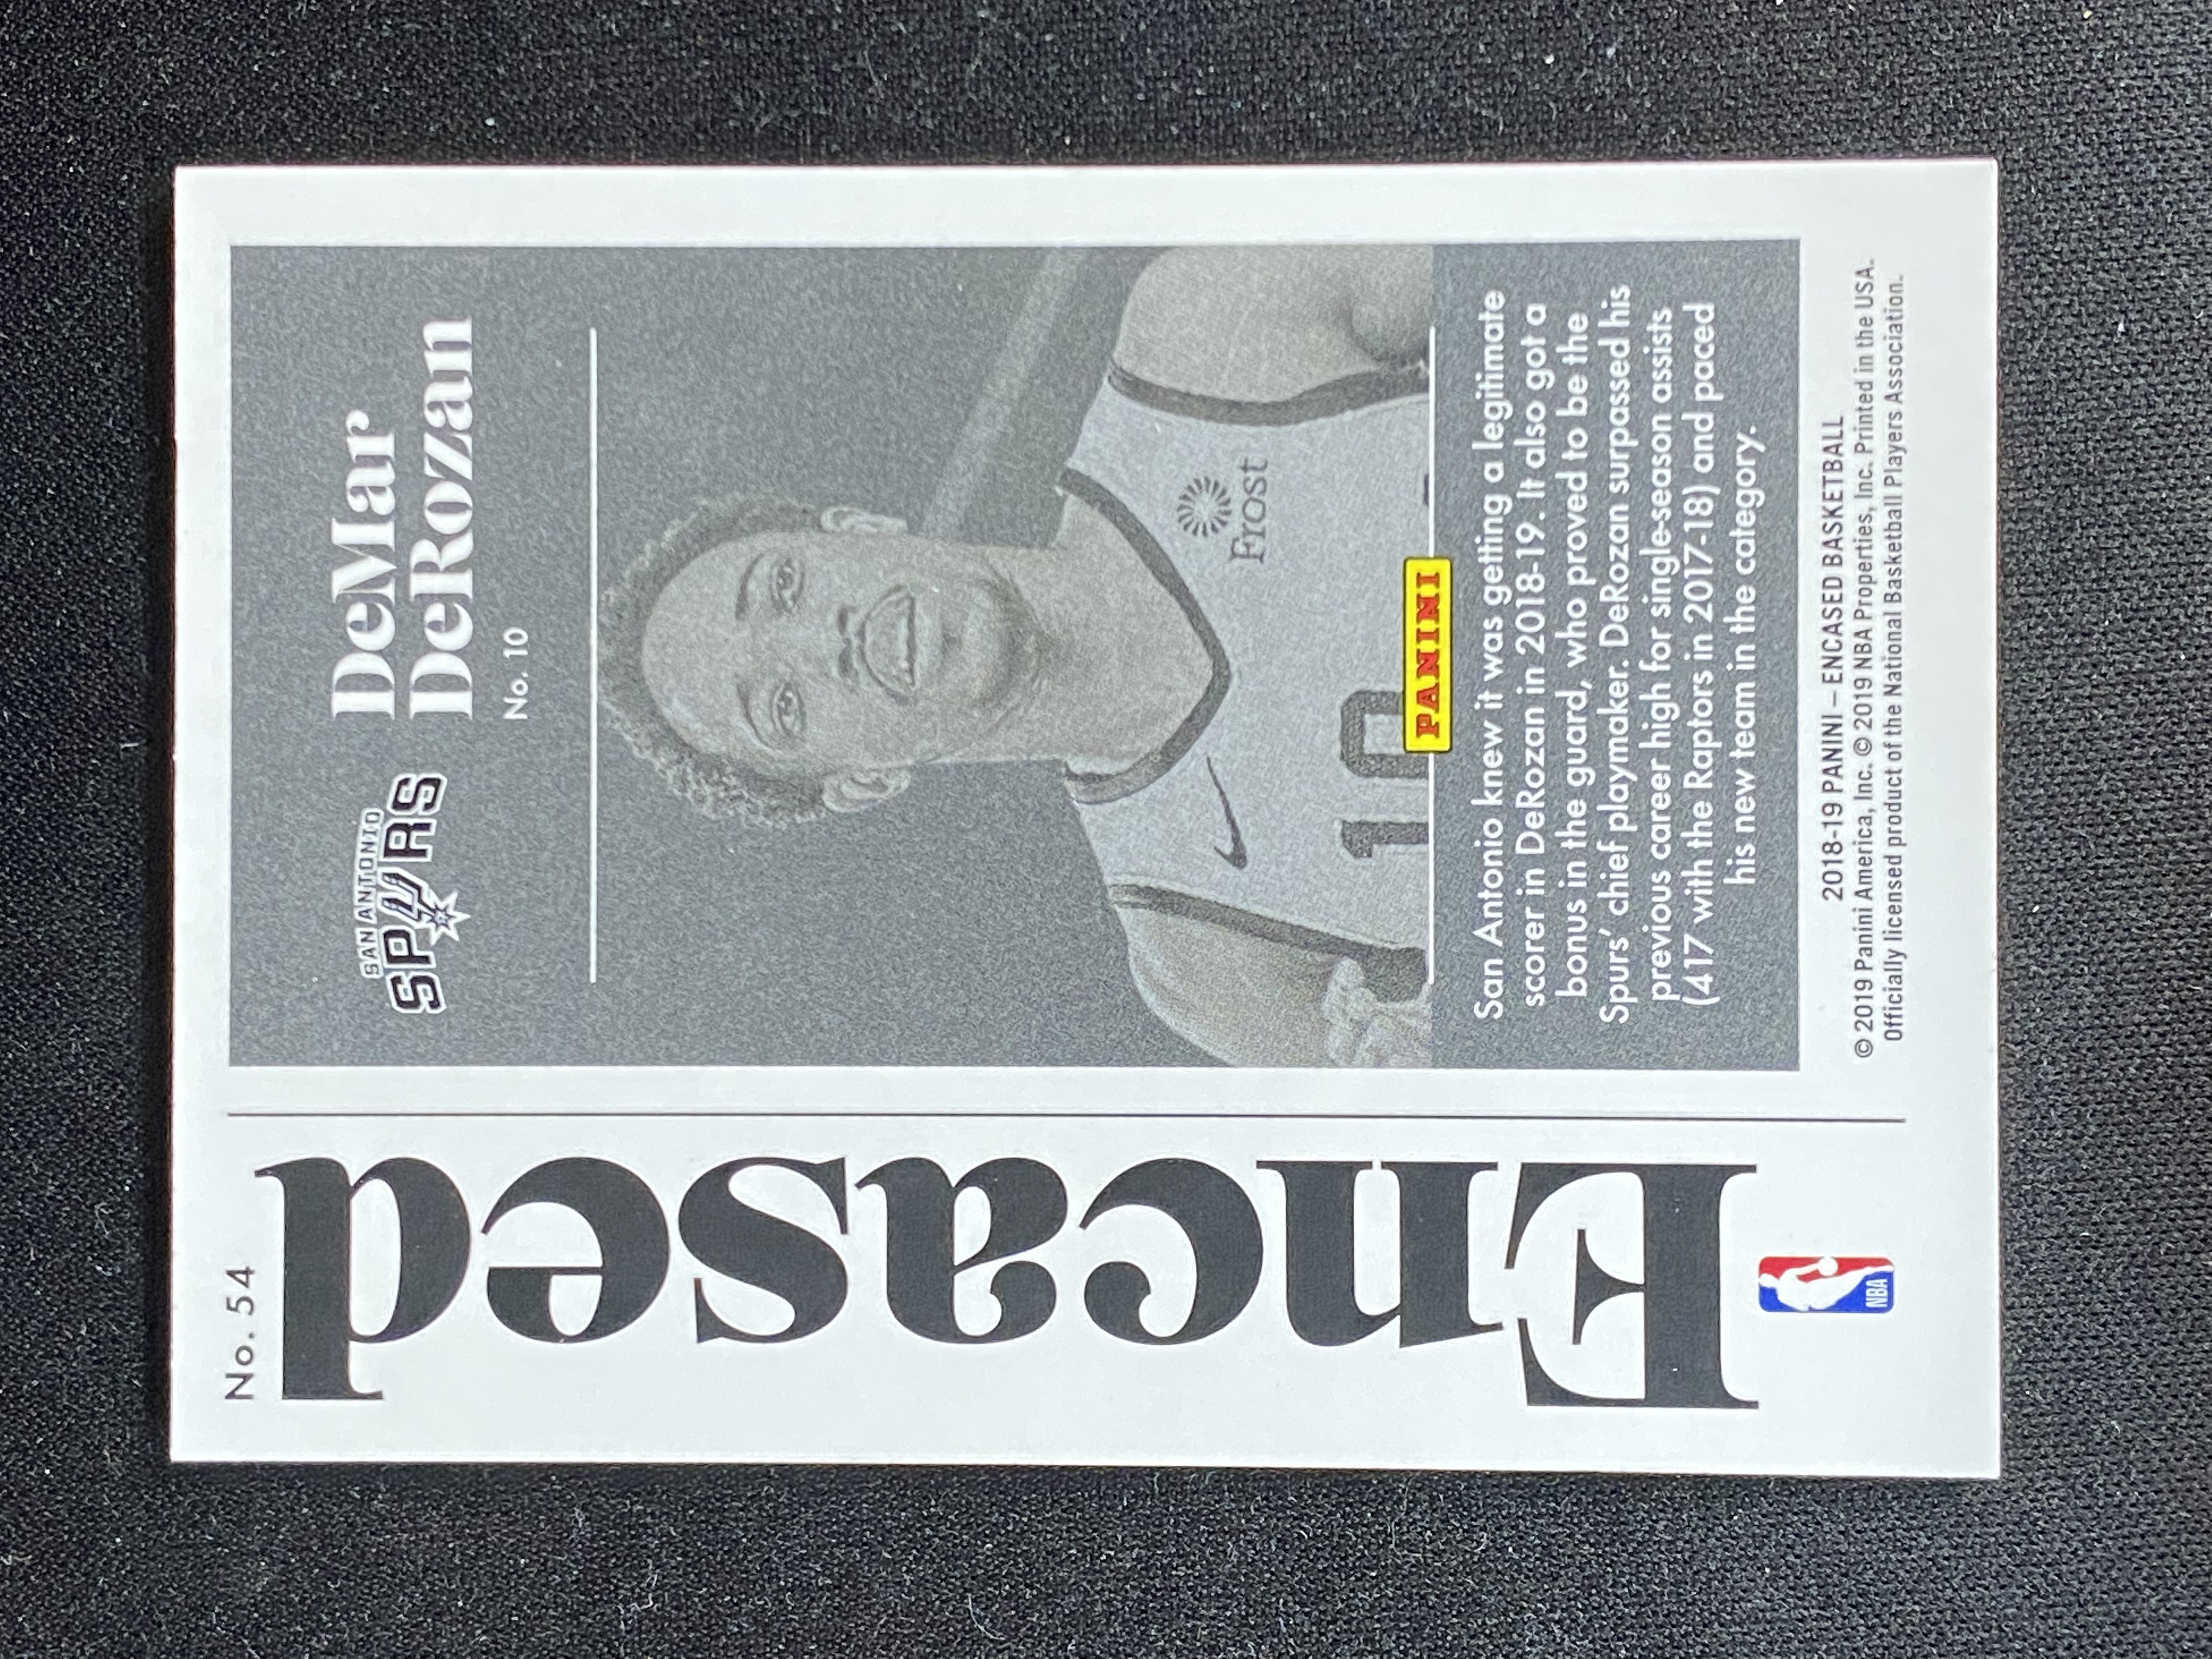 No. 54
Encased
NBA
SAN ANTONIO
SPURS
DeMar
DeRozan
No. 10
Frost
10
PANINI
San Antonio knew it was getting a legitimate
scorer in DeRozan in 2018-19. It also got a
bonus in the guard, who proved to be the
Spurs' chief playmaker. DeRozan surpassed his
previous career high for single-season assists
(417 with the Raptors in 2017-18) and paced
his new team in the category.
2018-19 PANINI – ENCASED BASKETBALL
© 2019 Panini America, Inc. © 2019 NBA Properties, Inc. Printed in the USA.
Officially licensed product of the National Basketball Players Association.